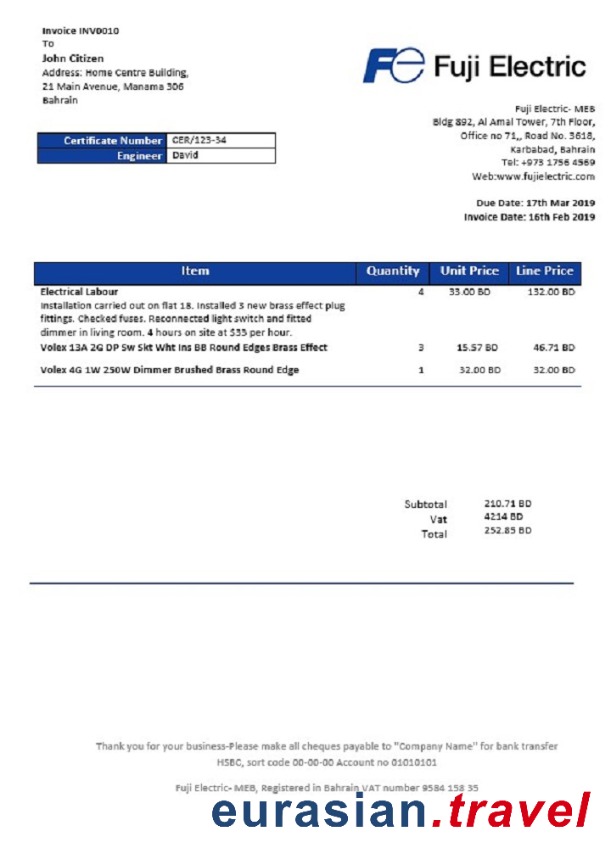 Invoice INV0010
To
John Citizen
Address: Home Centre Building,
21 Main Avenue, Manama 306
Bahrain
Fe Fuji Electric
Fuji Electric- MEB
Bldg 892, Al Amal Tower, 7th Floor,
Office no 71,, Road No. 3618,
Karbabad, Bahrain
Tel: +973 1756 4569
Web:www.fujielectric.com
Certificate Number CER/123-34
Engineer David
Due Date: 17th Mar 2019
Invoice Date: 16th Feb 2019
Item Quantity Unit Price Line Price
Electrical Labour 4 33.00 BD 132.00 BD
Installation carried out on flat 18. Installed 3 new brass effect plug
fittings. Checked fuses. Reconnected light switch and fitted
dimmer in living room. 4 hours on site at $33 per hour.
Volex 13A 2G DP Sw Skt Wht Ins BB Round Edges Brass Effect 3 15.57 BD 46.71 BD
Volex 4G 1W 250W Dimmer Brushed Brass Round Edge 1 32.00 BD 32.00 BD
Subtotal 210.71 BD
Vat 4214 BD
Total 252.85 BD
Thank you for your business-Please make all cheques payable to "Company Name" for bank transfer
HSBC, sort code 00-00-00 Account no 01010101
Fuji Electric- MEB, Registered in Bahrain VAT number 9584 158 35
eurasian.travel